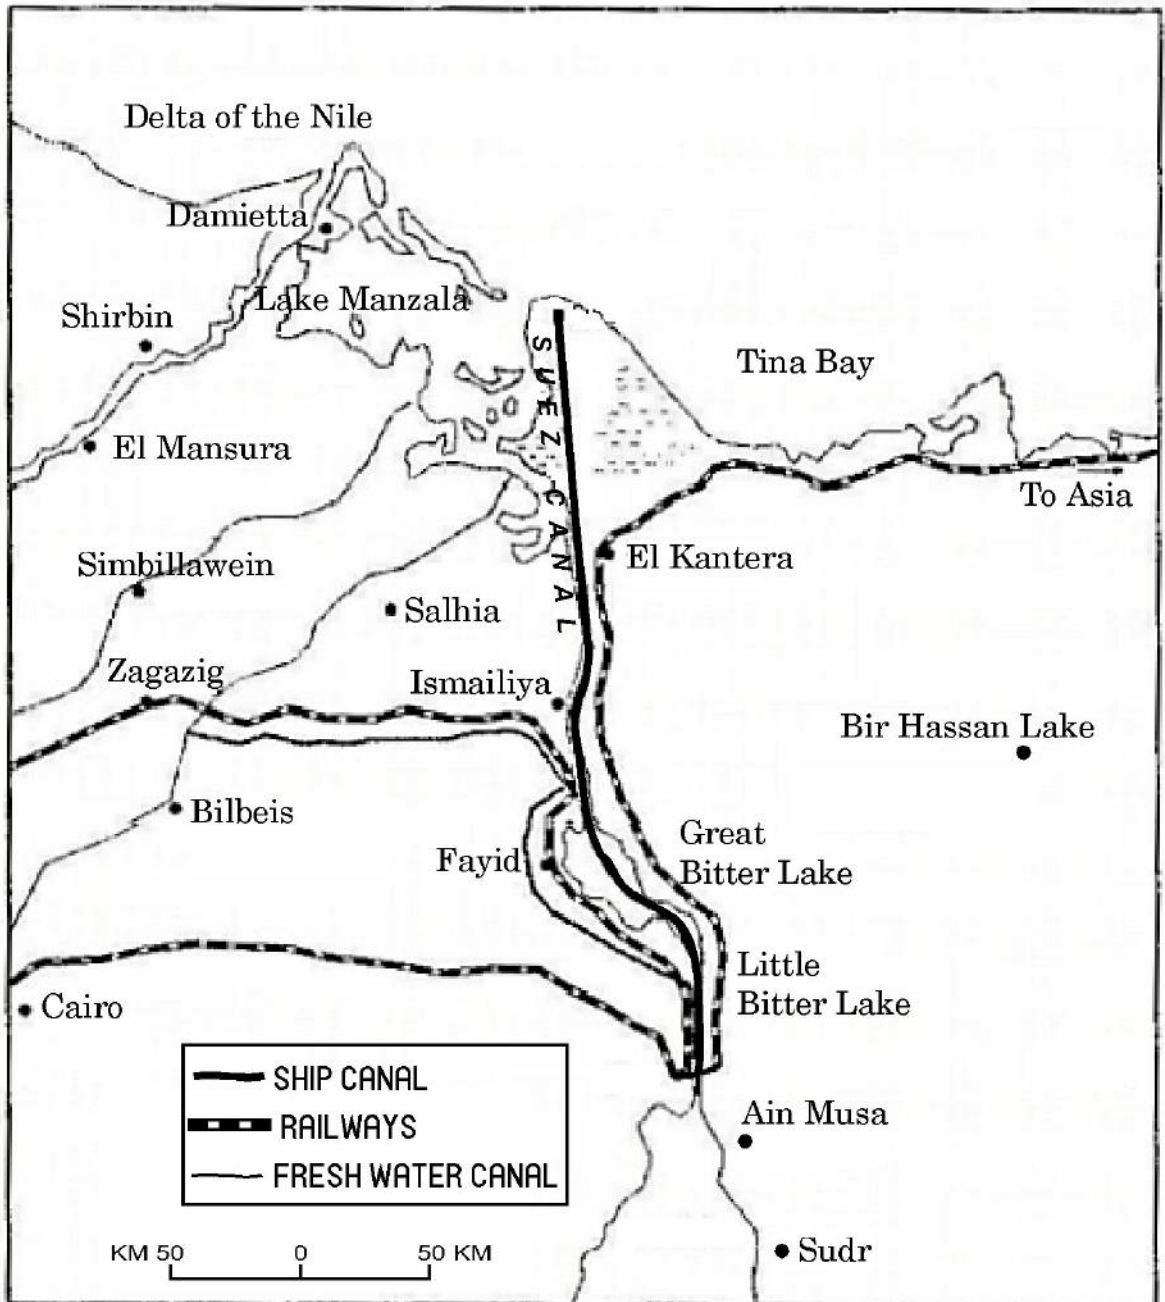 Delta of the Nile
Damietta
Lake Manzala
Shirbin
SUEZ CANAL
Tina Bay
El Mansura
To Asia
El Kantera
Simbillawein
Salhia
Zagazig
Ismailiya
Bir Hassan Lake
Bilbeis
Great
Bitter Lake
Fayid
Little
Bitter Lake
Cairo
SHIP CANAL
RAILWAYS
FRESH WATER CANAL
Ain Musa
KM 50 0 50 KM
Sudr